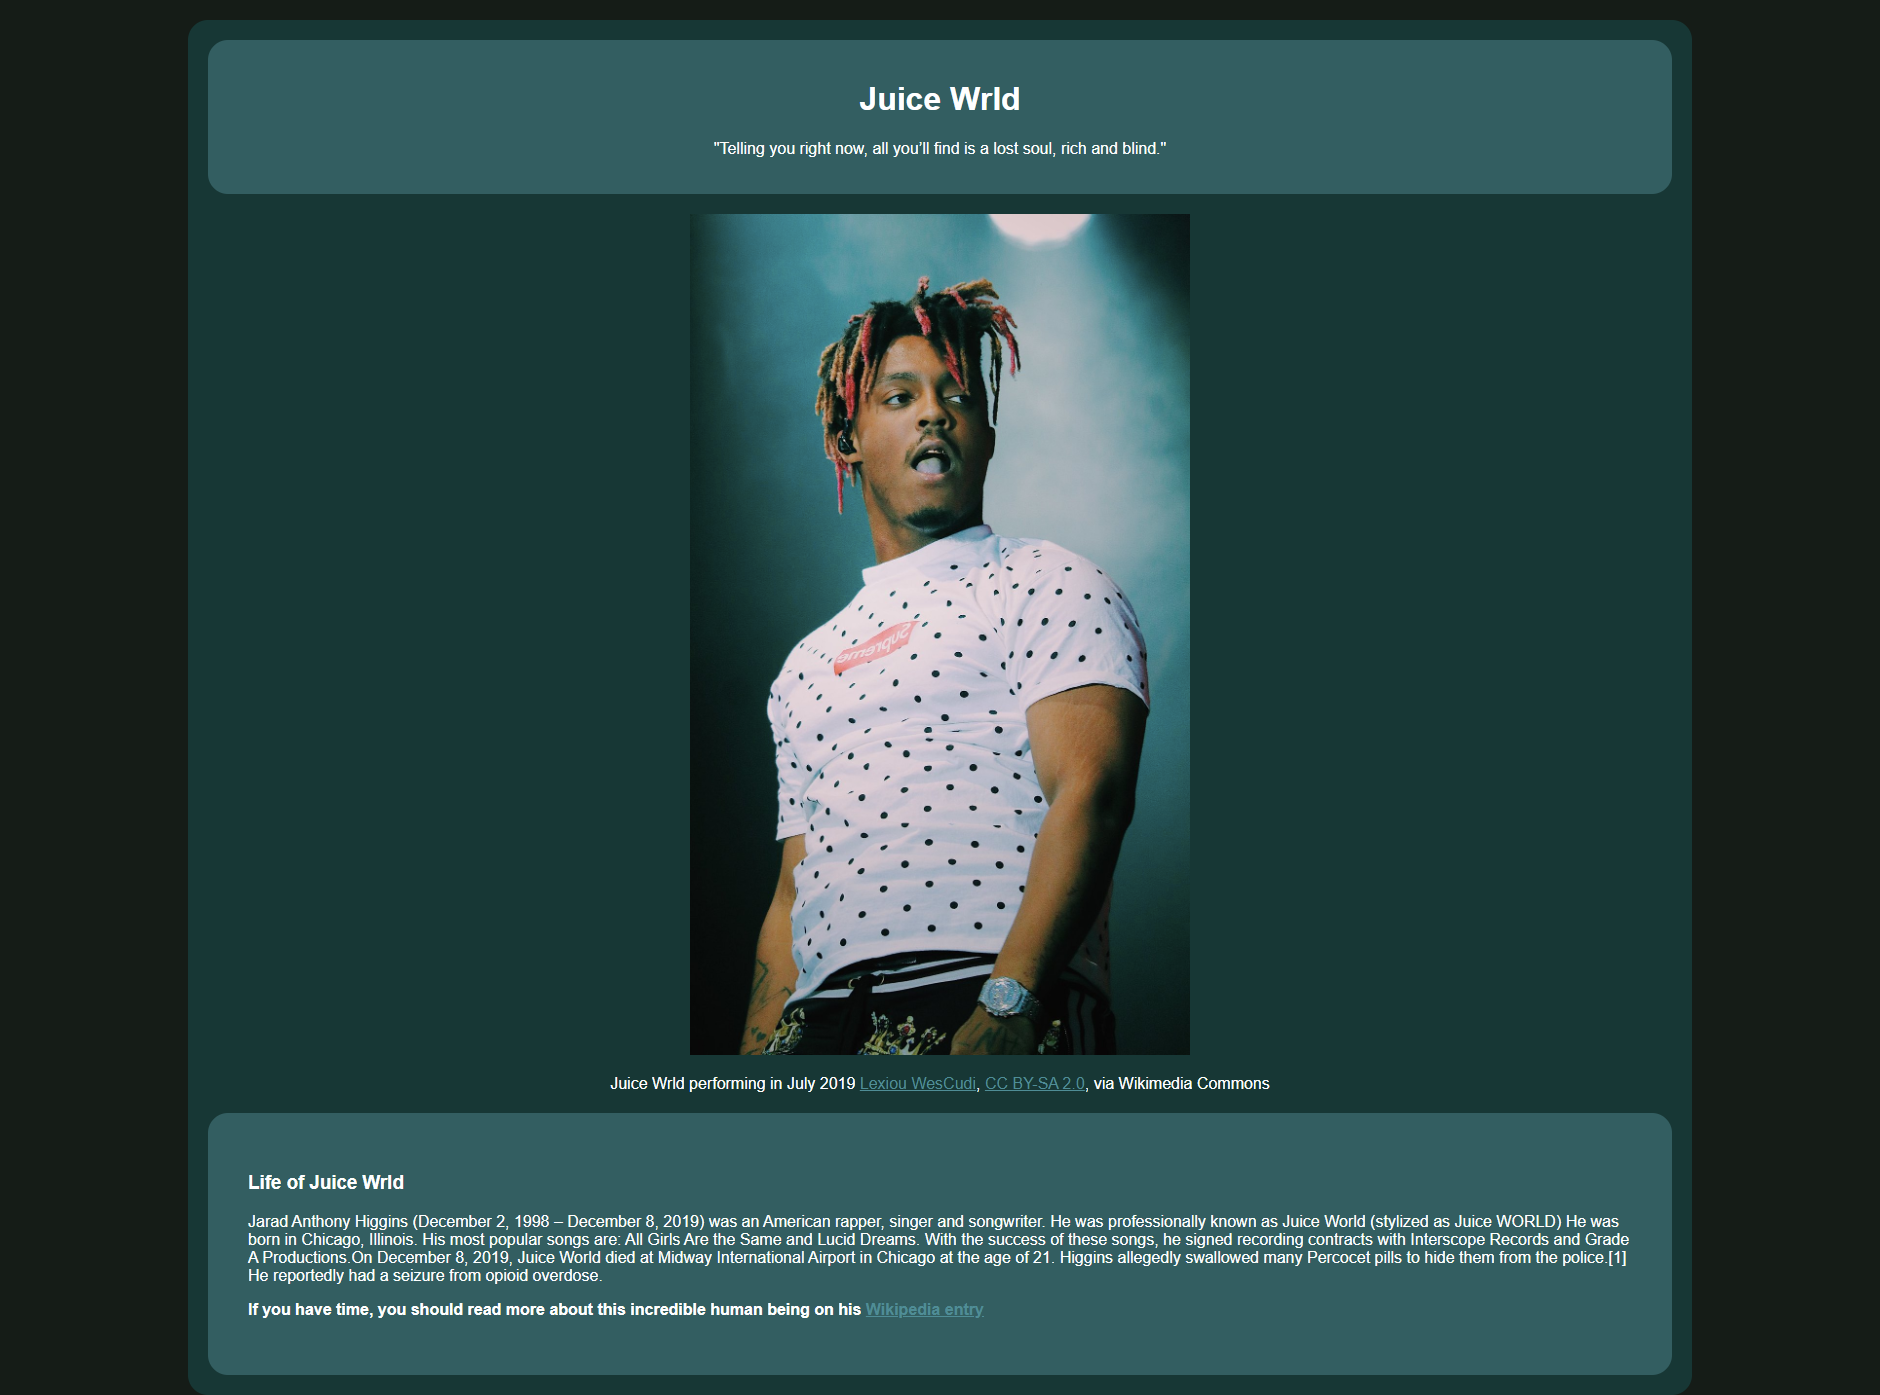 Juice Wrld
"Telling you right now, all you’ll find is a lost soul, rich and blind."
Supreme
Juice Wrld performing in July 2019 Lexiou WesCudi, CC BY-SA 2.0, via Wikimedia Commons
Life of Juice Wrld
Jarad Anthony Higgins (December 2, 1998 – December 8, 2019) was an American rapper, singer and songwriter. He was professionally known as Juice World (stylized as Juice WORLD) He was
born in Chicago, Illinois. His most popular songs are: All Girls Are the Same and Lucid Dreams. With the success of these songs, he signed recording contracts with Interscope Records and Grade
A Productions.On December 8, 2019, Juice World died at Midway International Airport in Chicago at the age of 21. Higgins allegedly swallowed many Percocet pills to hide them from the police.[1]
He reportedly had a seizure from opioid overdose.
If you have time, you should read more about this incredible human being on his Wikipedia entry